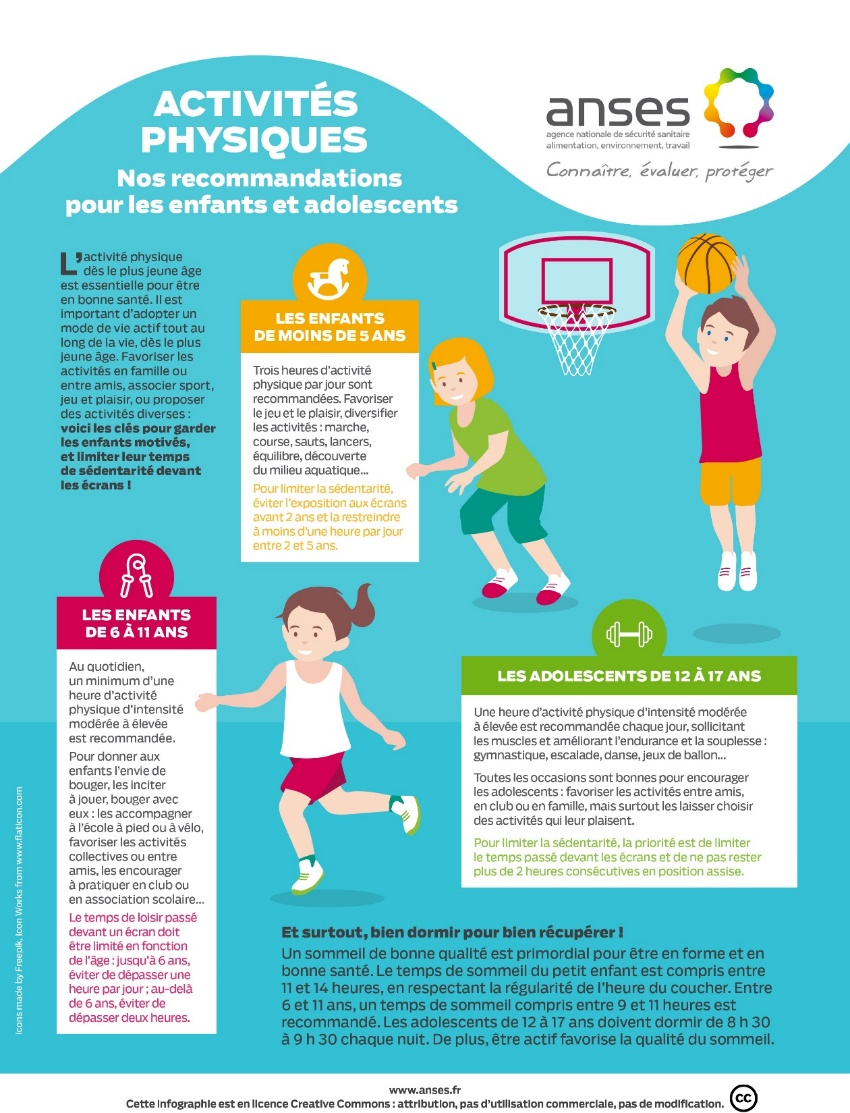 ACTIVITÉS
PHYSIQUES
Nos recommandations
pour les enfants et adolescents
anses
agence nationale de sécurité sanitaire
alimentation, environnement, travail
Connaître, évaluer, protéger
L'activité physique
dès le plus jeune âge
est essentielle pour être
en bonne santé. Il est
important d'adopter un
mode de vie actif tout au
long de la vie, dès le plus
jeune âge. Favoriser les
activités en famille ou
entre amis, associer sport,
jeu et plaisir, ou proposer
des activités diverses :
voici les clés pour garder
les enfants motivés,
et limiter leur temps
de sédentarité devant
les écrans !
LES ENFANTS
DE MOINS DE 5 ANS
Trois heures d'activité
physique par jour sont
recommandées. Favoriser
le jeu et le plaisir, diversifier
les activités : marche,
course, sauts, lancers,
équilibre, découverte
du milieu aquatique...
Pour limiter la sédentarité,
éviter l'exposition aux écrans
avant 2 ans et la restreindre
à moins d'une heure par jour
entre 2 et 5 ans.
LES ENFANTS
DE 6 À 11 ANS
Au quotidien,
un minimum d'une
heure d'activité
physique d'intensité
modérée à élevée
est recommandée.
Pour donner aux
enfants l'envie de
bouger, les inciter
à jouer, bouger avec
eux : les accompagner
à l'école à pied ou à vélo,
favoriser les activités
collectives ou entre
amis, les encourager
à pratiquer en club ou
en association scolaire...
Le temps de loisir passé
devant un écran doit
être limité en fonction
de l'âge : jusqu'à 6 ans,
éviter de dépasser une
heure par jour ; au-delà
de 6 ans, éviter de
dépasser deux heures.
LES ADOLESCENTS DE 12 À 17 ANS
Une heure d'activité physique d'intensité modérée
à élevée est recommandée chaque jour, sollicitant
les muscles et améliorant l'endurance et la souplesse :
gymnastique, escalade, danse, jeux de ballon...
Toutes les occasions sont bonnes pour encourager
les adolescents : favoriser les activités entre amis,
en club ou en famille, mais surtout les laisser choisir
des activités qui leur plaisent.
Pour limiter la sédentarité, la priorité est de limiter
le temps passé devant les écrans et de ne pas rester
plus de 2 heures consécutives en position assise.
Et surtout, bien dormir pour bien récupérer !
Un sommeil de bonne qualité est primordial pour être en forme et en
bonne santé. Le temps de sommeil du petit enfant est compris entre
11 et 14 heures, en respectant la régularité de l'heure du coucher. Entre
6 et 11 ans, un temps de sommeil compris entre 9 et 11 heures est
recommandé. Les adolescents de 12 à 17 ans doivent dormir de 8 h 30
à 9 h 30 chaque nuit. De plus, être actif favorise la qualité du sommeil.
Icons made by Freepik, Icon Works from www.flaticon.com
www.anses.fr
Cette infographie est en licence Creative Commons : attribution, pas d'utilisation commerciale, pas de modification.
cc